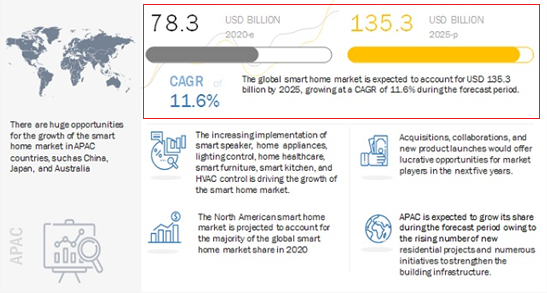 78.3 USD BILLION
2020-e
135.3 USD BILLION
2025-p
CAGR of
11.6%
The global smart home market is expected to account for USD 135.3
billion by 2025, growing at a CAGR of 11.6% during the forecast period.
There are huge opportunities
for the growth of the smart
home market in APAC
countries, such as China,
Japan, and Australia
APAC
The increasing implementation of
smart speaker, home appliances,
lighting control, home healthcare,
smart furniture, smart kitchen, and
HVAC control is driving the growth of
the smart home market.
Acquisitions, collaborations, and
new product launches would offer
lucrative opportunities for market
players in the next five years.
The North American smart home
market is projected to account for
the majority of the global smart
home market share in 2020
APAC is expected to grow its share
during the forecast period owing to
the rising number of new
residential projects and numerous
initiatives to strengthen the
building infrastructure.